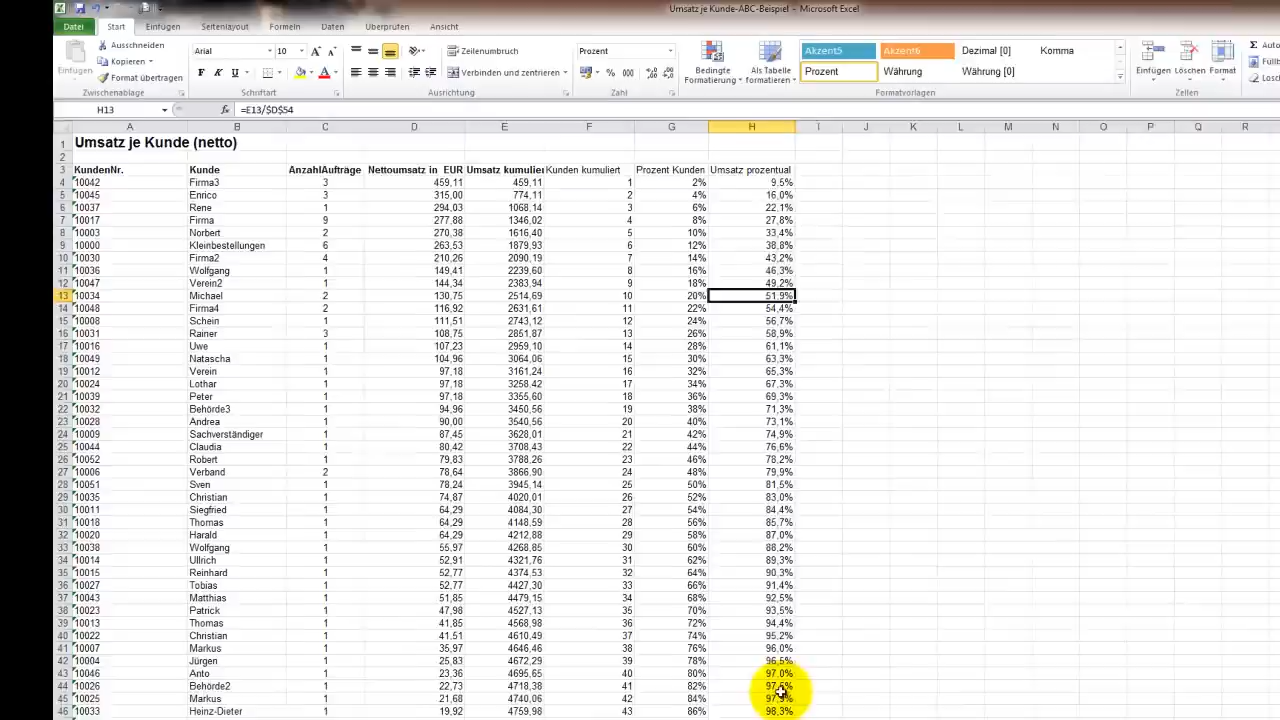 Umsatz je Kunde-ABC-Beispiel - Microsoft Excel
Datei Start Einfügen Seitenlayout Formeln Daten Überprüfen Ansicht
Einfügen Ausschneiden Kopieren Format übertragen
Zwischenablage
Arial 10
F K U
Schriftart
Zeilenumbruch
Verbinden und zentrieren
Ausrichtung
Prozent
% 000
Zahl
Bedingte Formatierung
Als Tabelle formatieren
Akzent5 Akzent6 Dezimal [0] Komma
Prozent Währung Währung [0]
Formatvorlagen
Einfügen Löschen Format
Zellen
H13 fx =E13/$D$54
A B C D E F G H I J K L M N O P Q R
1 Umsatz je Kunde (netto)
2
3 KundenNr. Kunde AnzahlAufträge Nettoumsatz in EUR Umsatz kumulier Kunden kumuliert Prozent Kunden Umsatz prozentual
4 10042 Firma3 3 459,11 459,11 1 2% 9,5%
5 10045 Enrico 3 315,00 774,11 2 4% 16,0%
6 10037 Rene 1 294,03 1068,14 3 6% 22,1%
7 10017 Firma 9 277,88 1346,02 4 8% 27,8%
8 10003 Norbert 2 270,38 1616,40 5 10% 33,4%
9 10000 Kleinbestellungen 6 263,53 1879,93 6 12% 38,8%
10 10030 Firma2 4 210,26 2090,19 7 14% 43,2%
11 10036 Wolfgang 1 149,41 2239,60 8 16% 46,3%
12 10047 Verein2 1 144,34 2383,94 9 18% 49,2%
13 10034 Michael 2 130,75 2514,69 10 20% 51,9%
14 10048 Firma4 2 116,92 2631,61 11 22% 54,4%
15 10008 Schein 1 111,51 2743,12 12 24% 56,7%
16 10031 Rainer 3 108,75 2851,87 13 26% 58,9%
17 10016 Uwe 1 107,23 2959,10 14 28% 61,1%
18 10049 Natascha 1 104,96 3064,06 15 30% 63,3%
19 10012 Verein 1 97,18 3161,24 16 32% 65,3%
20 10024 Lothar 1 97,18 3258,42 17 34% 67,3%
21 10039 Peter 1 97,18 3355,60 18 36% 69,3%
22 10032 Behörde3 1 94,96 3450,56 19 38% 71,3%
23 10028 Andrea 1 90,00 3540,56 20 40% 73,1%
24 10009 Sachverständiger 1 87,45 3628,01 21 42% 74,9%
25 10044 Claudia 1 80,42 3708,43 22 44% 76,6%
26 10052 Robert 1 79,83 3788,26 23 46% 78,2%
27 10006 Verband 2 78,64 3866,90 24 48% 79,9%
28 10051 Sven 1 78,24 3945,14 25 50% 81,5%
29 10035 Christian 1 74,87 4020,01 26 52% 83,0%
30 10011 Siegfried 1 64,29 4084,30 27 54% 84,4%
31 10018 Thomas 1 64,29 4148,59 28 56% 85,7%
32 10020 Harald 1 64,29 4212,88 29 58% 87,0%
33 10038 Wolfgang 1 55,97 4268,85 30 60% 88,2%
34 10014 Ullrich 1 52,91 4321,76 31 62% 89,3%
35 10015 Reinhard 1 52,77 4374,53 32 64% 90,3%
36 10027 Tobias 1 52,77 4427,30 33 66% 91,4%
37 10043 Matthias 1 51,85 4479,15 34 68% 92,5%
38 10023 Patrick 1 47,98 4527,13 35 70% 93,5%
39 10013 Thomas 1 41,85 4568,98 36 72% 94,4%
40 10022 Christian 1 41,51 4610,49 37 74% 95,2%
41 10007 Markus 1 35,97 4646,46 38 76% 96,0%
42 10004 Jürgen 1 25,83 4672,29 39 78% 96,5%
43 10046 Anto 1 23,36 4695,65 40 80% 97,0%
44 10026 Behörde2 1 22,73 4718,38 41 82%
45 10025 Markus 1 21,68 4740,06 42 84%
46 10033 Heinz-Dieter 1 19,92 4759,98 43 86% 98,3%